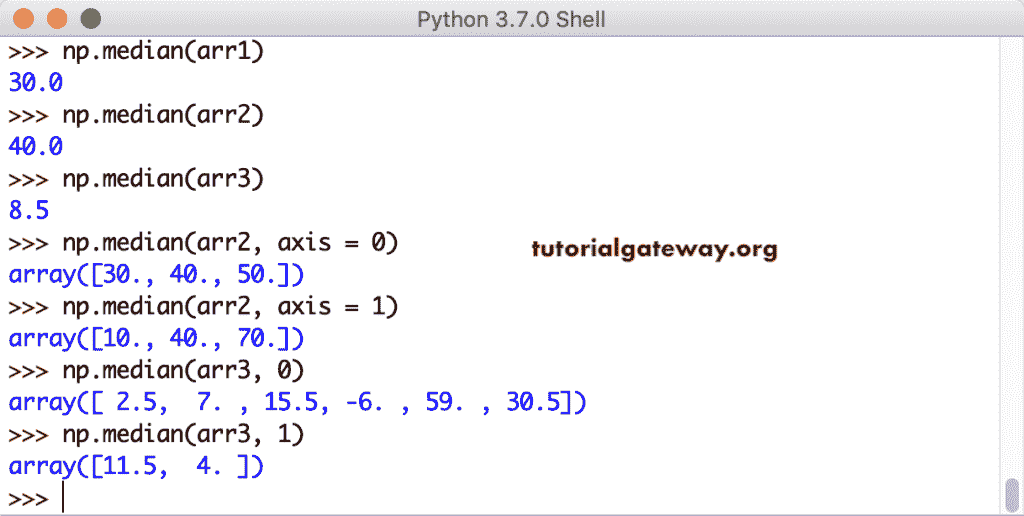 Python 3.7.0 Shell
>>> np.median(arr1)
30.0
>>> np.median(arr2)
40.0
>>> np.median(arr3)
8.5
>>> np.median(arr2, axis = 0)
tutorialgateway.org
array([30., 40., 50.])
>>> np.median(arr2, axis = 1)
array([10., 40., 70.])
>>> np.median(arr3, 0)
array([ 2.5,  7. , 15.5, -6. , 59. , 30.5])
>>> np.median(arr3, 1)
array([11.5,  4. ])
>>>